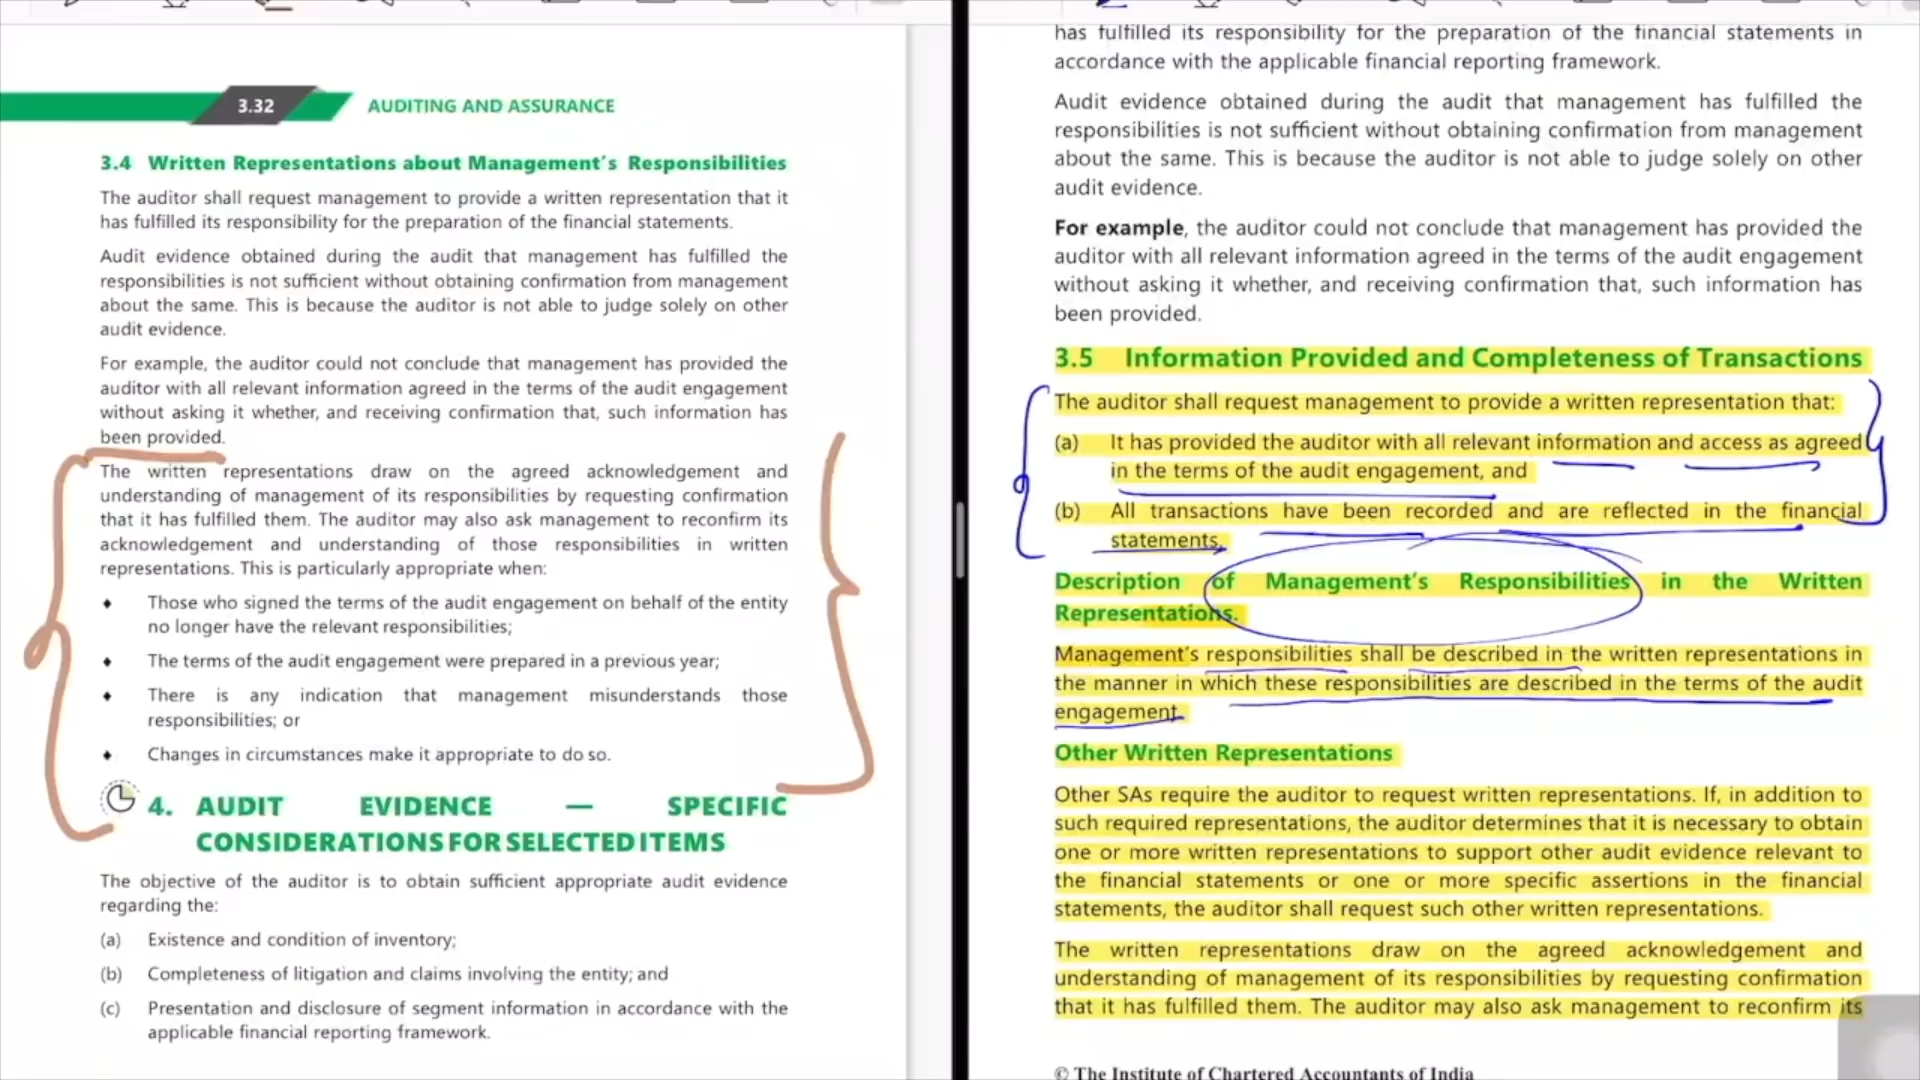 3.32 AUDITING AND ASSURANCE
3.4 Written Representations about Management's Responsibilities
The auditor shall request management to provide a written representation that it
has fulfilled its responsibility for the preparation of the financial statements.
Audit evidence obtained during the audit that management has fulfilled the
responsibilities is not sufficient without obtaining confirmation from management
about the same. This is because the auditor is not able to judge solely on other
audit evidence.
For example, the auditor could not conclude that management has provided the
auditor with all relevant information agreed in the terms of the audit engagement
without asking it whether, and receiving confirmation that, such information has
been provided.
The written representations draw on the agreed acknowledgement and
understanding of management of its responsibilities by requesting confirmation
that it has fulfilled them. The auditor may also ask management to reconfirm its
acknowledgement and understanding of those responsibilities in written
representations. This is particularly appropriate when:
♦ Those who signed the terms of the audit engagement on behalf of the entity
no longer have the relevant responsibilities;
♦ The terms of the audit engagement were prepared in a previous year;
♦ There is any indication that management misunderstands those
responsibilities; or
♦ Changes in circumstances make it appropriate to do so.
4. AUDIT EVIDENCE — SPECIFIC
CONSIDERATIONS FOR SELECTED ITEMS
The objective of the auditor is to obtain sufficient appropriate audit evidence
regarding the:
(a) Existence and condition of inventory;
(b) Completeness of litigation and claims involving the entity; and
(c) Presentation and disclosure of segment information in accordance with the
applicable financial reporting framework.
has fulfilled its responsibility for the preparation of the financial statements in
accordance with the applicable financial reporting framework.
Audit evidence obtained during the audit that management has fulfilled the
responsibilities is not sufficient without obtaining confirmation from management
about the same. This is because the auditor is not able to judge solely on other
audit evidence.
For example, the auditor could not conclude that management has provided the
auditor with all relevant information agreed in the terms of the audit engagement
without asking it whether, and receiving confirmation that, such information has
been provided.
3.5 Information Provided and Completeness of Transactions
The auditor shall request management to provide a written representation that:
(a) It has provided the auditor with all relevant information and access as agreed
in the terms of the audit engagement, and
(b) All transactions have been recorded and are reflected in the financial
statements.
Description of Management's Responsibilities in the Written
Representations.
Management's responsibilities shall be described in the written representations in
the manner in which these responsibilities are described in the terms of the audit
engagement.
Other Written Representations
Other SAs require the auditor to request written representations. If, in addition to
such required representations, the auditor determines that it is necessary to obtain
one or more written representations to support other audit evidence relevant to
the financial statements or one or more specific assertions in the financial
statements, the auditor shall request such other written representations.
The written representations draw on the agreed acknowledgement and
understanding of management of its responsibilities by requesting confirmation
that it has fulfilled them. The auditor may also ask management to reconfirm its
© The Institute of Chartered Accountants of India